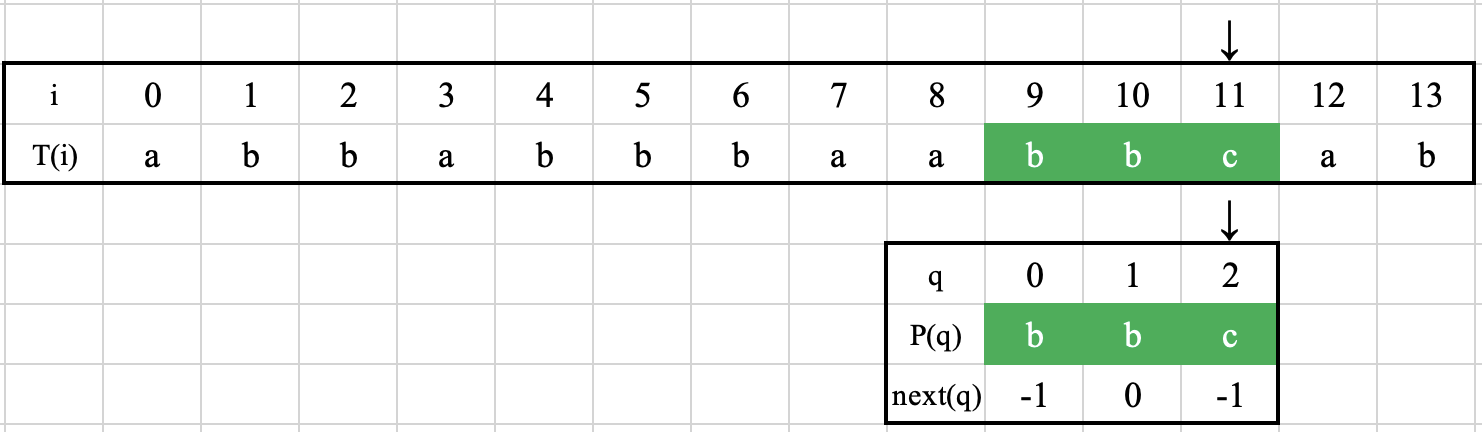 ↓
i 0 1 2 3 4 5 6 7 8 9 10 11 12 13
T(i) a b b a b b b a a b b c a b
↓
q 0 1 2
P(q) b b c
next(q) -1 0 -1